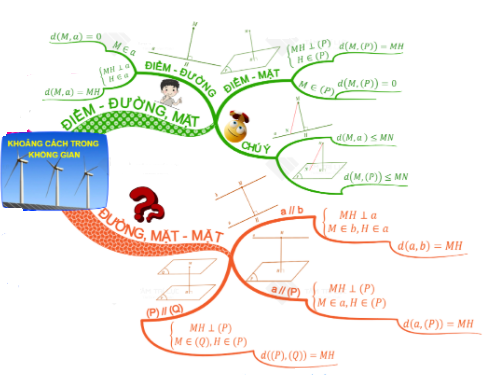 KHOẢNG CÁCH TRONG
KHÔNG GIAN
ĐIỂM - ĐƯỜNG, MẶT
ĐIỂM - ĐƯỜNG
d(M, a) = 0
M ∈ a
{MH ⊥ a
H ∈ a
d(M, a) = MH
ĐIỂM - MẶT
{MH ⊥ (P)
H ∈ (P)
d(M, (P)) = MH
M ∈ (P)
d(M, (P)) = 0
CHÚ Ý
d(M, a) ≤ MN
d(M, (P)) ≤ MN
ĐƯỜNG, MẶT - MẶT
a // b
{MH ⊥ a
M ∈ b, H ∈ a
d(a, b) = MH
a // (P)
{MH ⊥ (P)
M ∈ a, H ∈ (P)
d(a, (P)) = MH
(P) // (Q)
{MH ⊥ (P)
M ∈ (Q), H ∈ (P)
d((P), (Q)) = MH